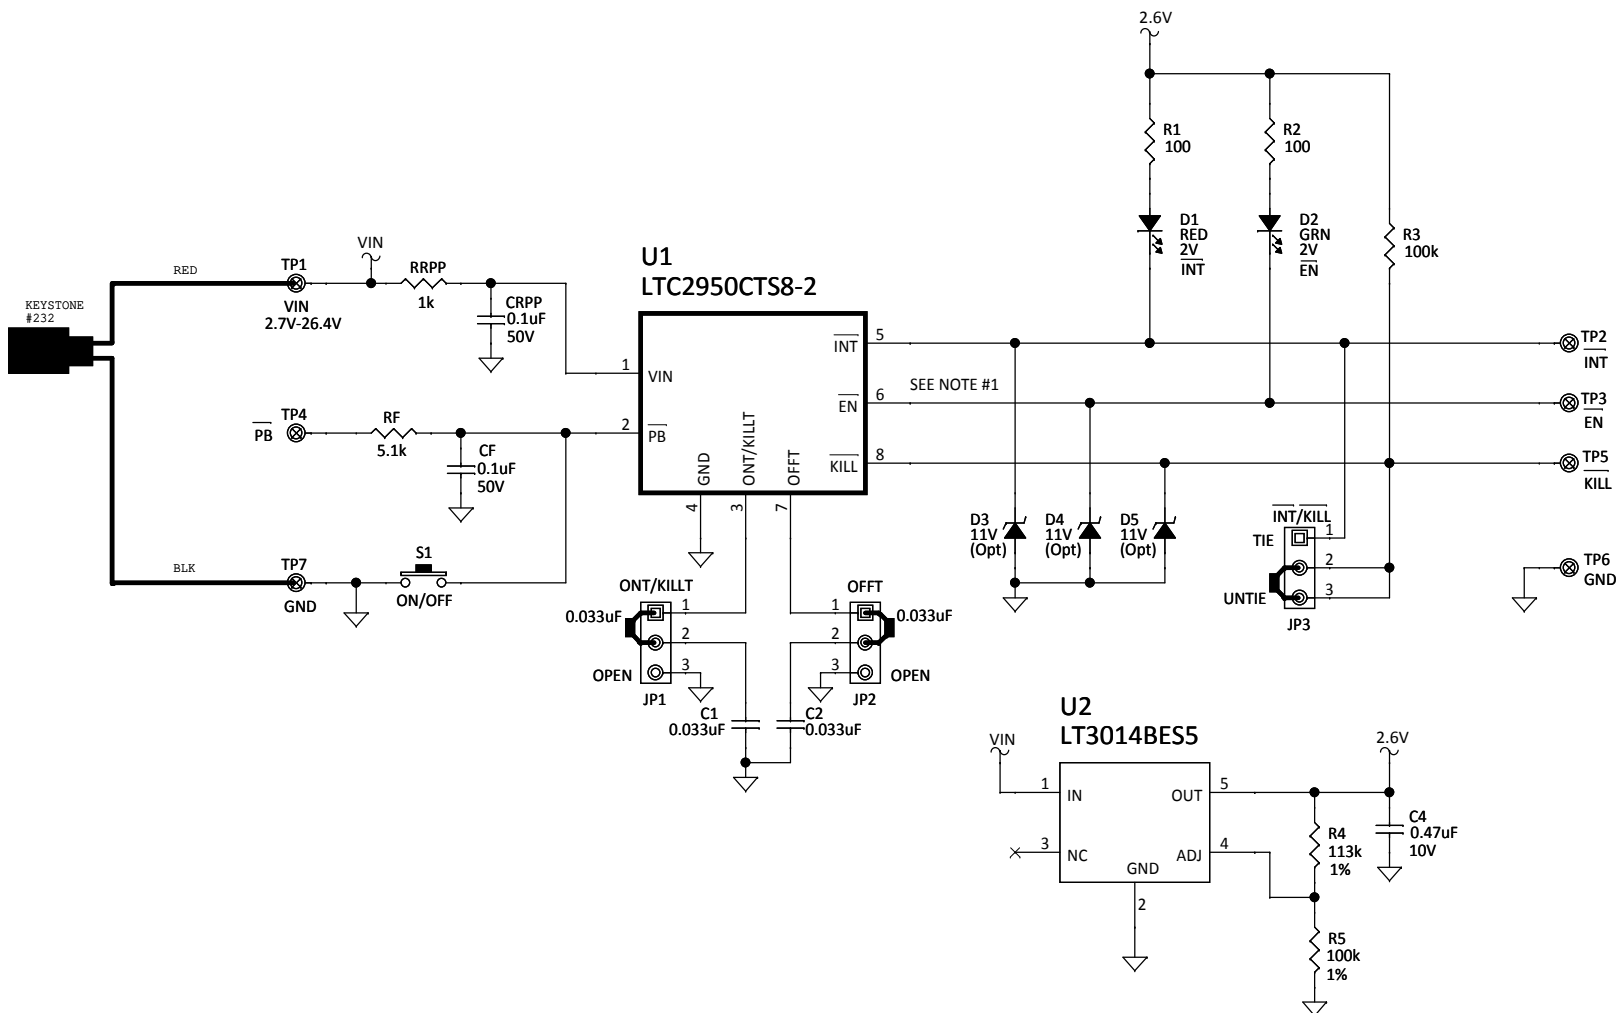 2.6V
R1
100
R2
100
D1
RED
2V
INT
D2
GRN
2V
EN
R3
100k
KEYSTONE
#232
RED
TP1
VIN
2.7V-26.4V
VIN
RRPP
1k
CRPP
0.1uF
50V
U1
LTC2950CTS8-2
1
VIN
2
PB
GND
ONT/KILLT
OFFT
4
3
7
INT
5
EN
6
KILL
8
SEE NOTE #1
TP2
INT
TP3
EN
TP5
KILL
PB
TP4
RF
5.1k
CF
0.1uF
50V
BLK
TP7
GND
S1
ON/OFF
D3
11V
(Opt)
D4
11V
(Opt)
D5
11V
(Opt)
INT/KILL
TIE
1
2
UNTIE
3
JP3
TP6
GND
ONT/KILLT
0.033uF
1
2
OPEN
3
JP1
OFFT
1
0.033uF
2
3
OPEN
JP2
C1
0.033uF
C2
0.033uF
U2
LT3014BES5
VIN
1
IN
OUT
5
3
NC
ADJ
4
GND
2
2.6V
R4
113k
1%
C4
0.47uF
10V
R5
100k
1%